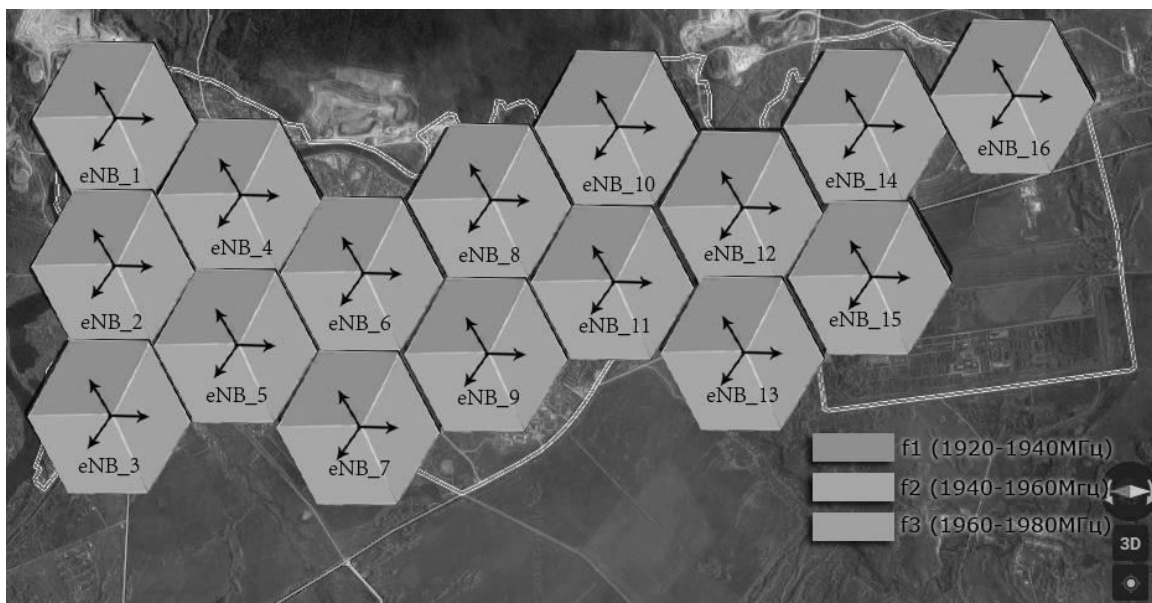 eNB_1
eNB_2
eNB_3
eNB_4
eNB_5
eNB_6
eNB_7
eNB_8
eNB_9
eNB_10
eNB_11
eNB_12
eNB_13
eNB_14
eNB_15
eNB_16
f1 (1920-1940МГц)
f2 (1940-1960Мгц)
f3 (1960-1980МГц)
3D